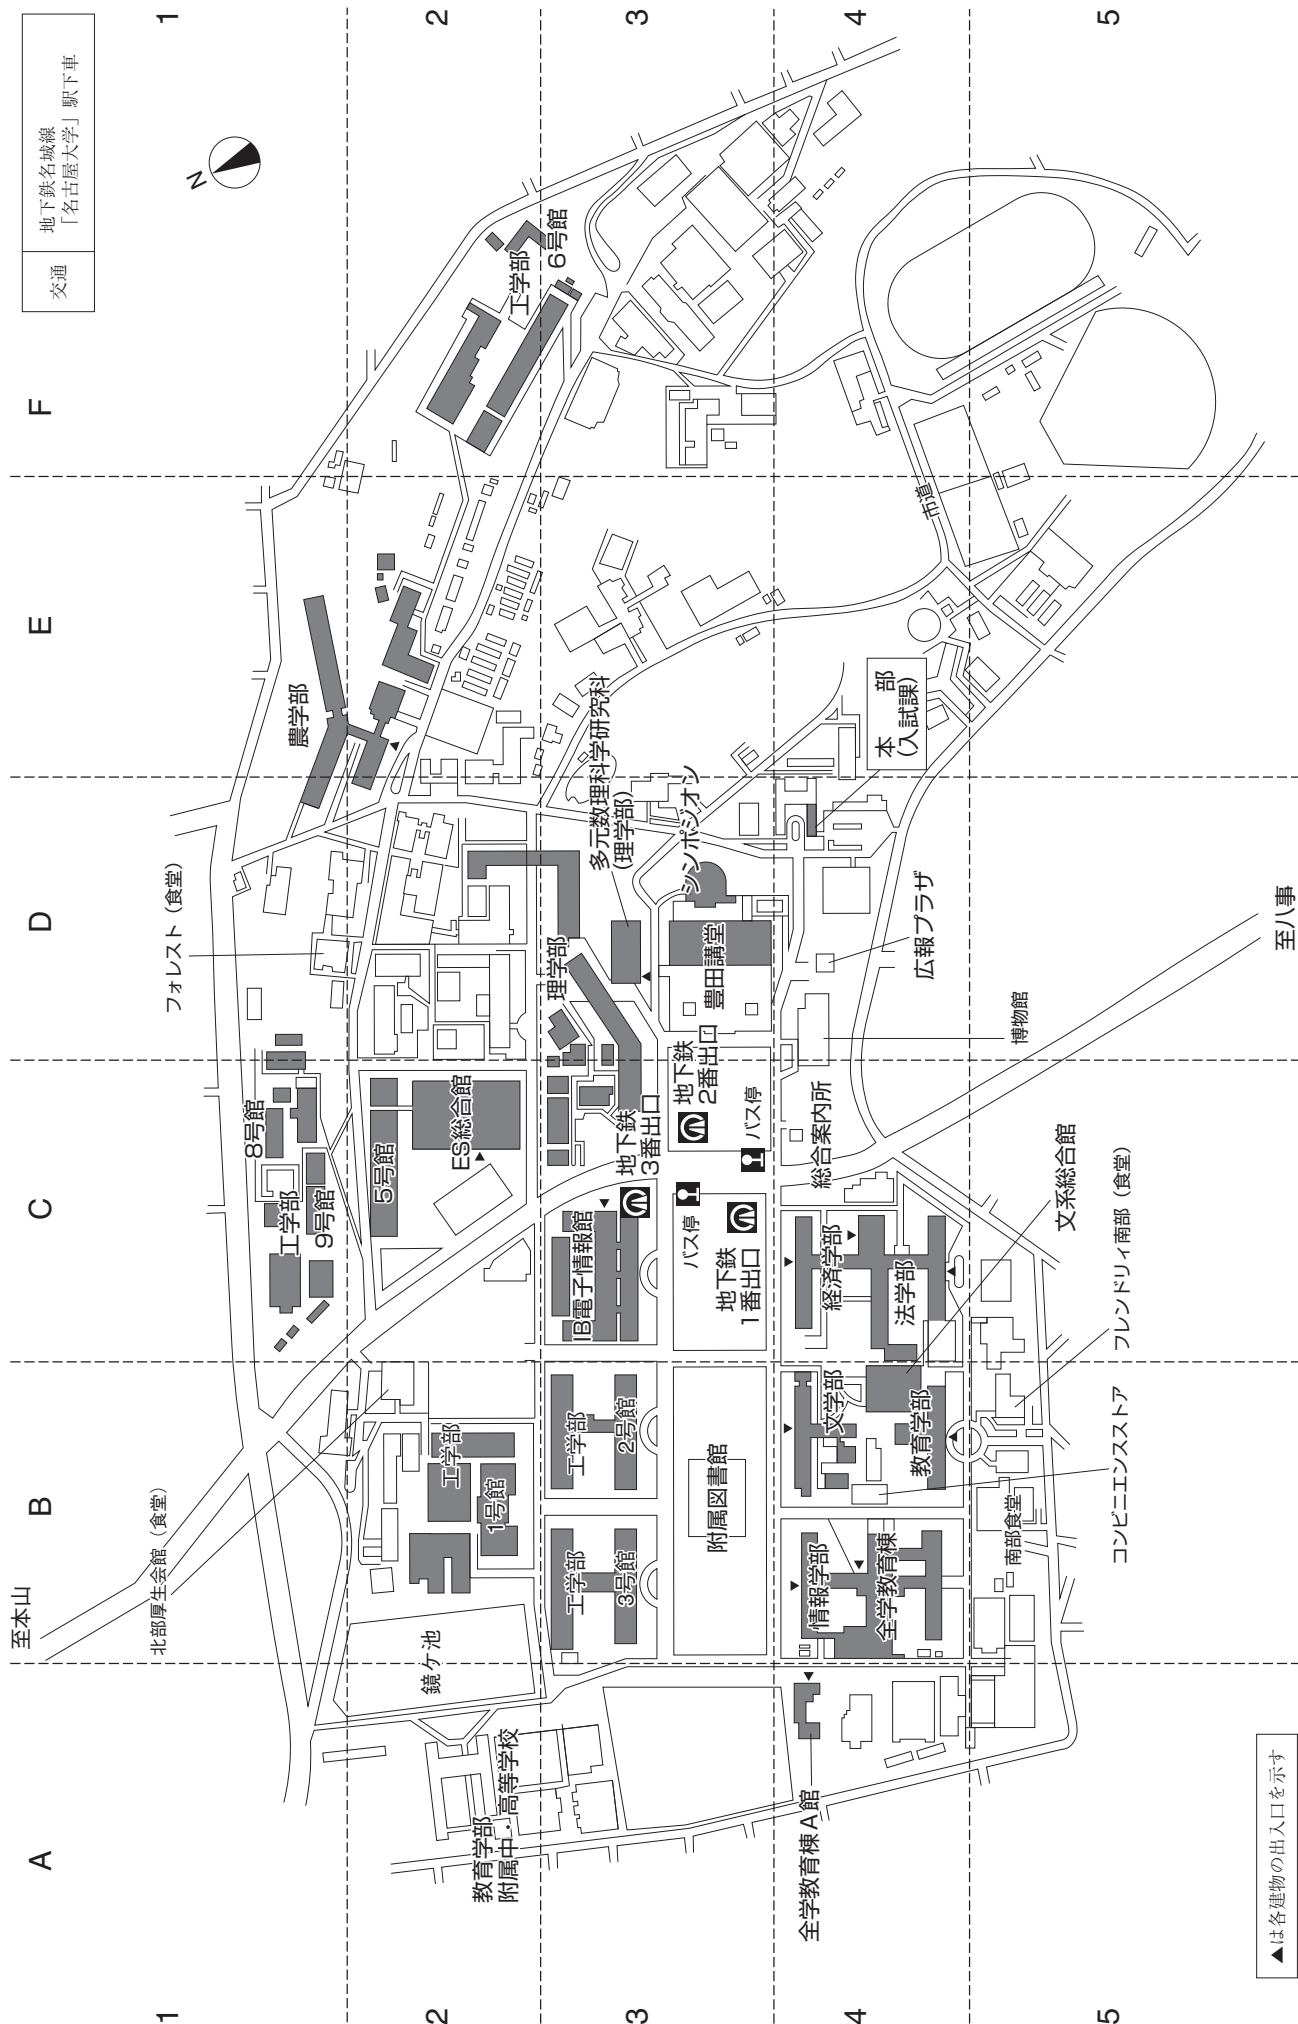 交通
地下鉄名城線
「名古屋大学」駅下車
N
A
B
C
D
E
F
1
1
2
2
3
3
4
4
5
5
至本山
北部厚生会館（食堂）
フォレスト（食堂）
農学部
工学部
6号館
8号館
工学部
9号館
5号館
ES総合館
工学部
1号館
鏡ケ池
教育学部
附属中・高等学校
工学部
3号館
工学部
2号館
IB電子情報館
地下鉄
3番出口
理学部
多元数理科学研究科
（理学部）
シンポジオン
豊田講堂
地下鉄
2番出口
バス停
バス停
地下鉄
1番出口
附属図書館
全学教育棟A館
情報学部
全学教育棟
文学部
教育学部
経済学部
法学部
総合案内所
博物館
広報プラザ
本部
（入試課）
市道
文系総合館
フレンドリィ南部（食堂）
コンビニエンスストア
南部食堂
至八事
▲は各建物の出入口を示す